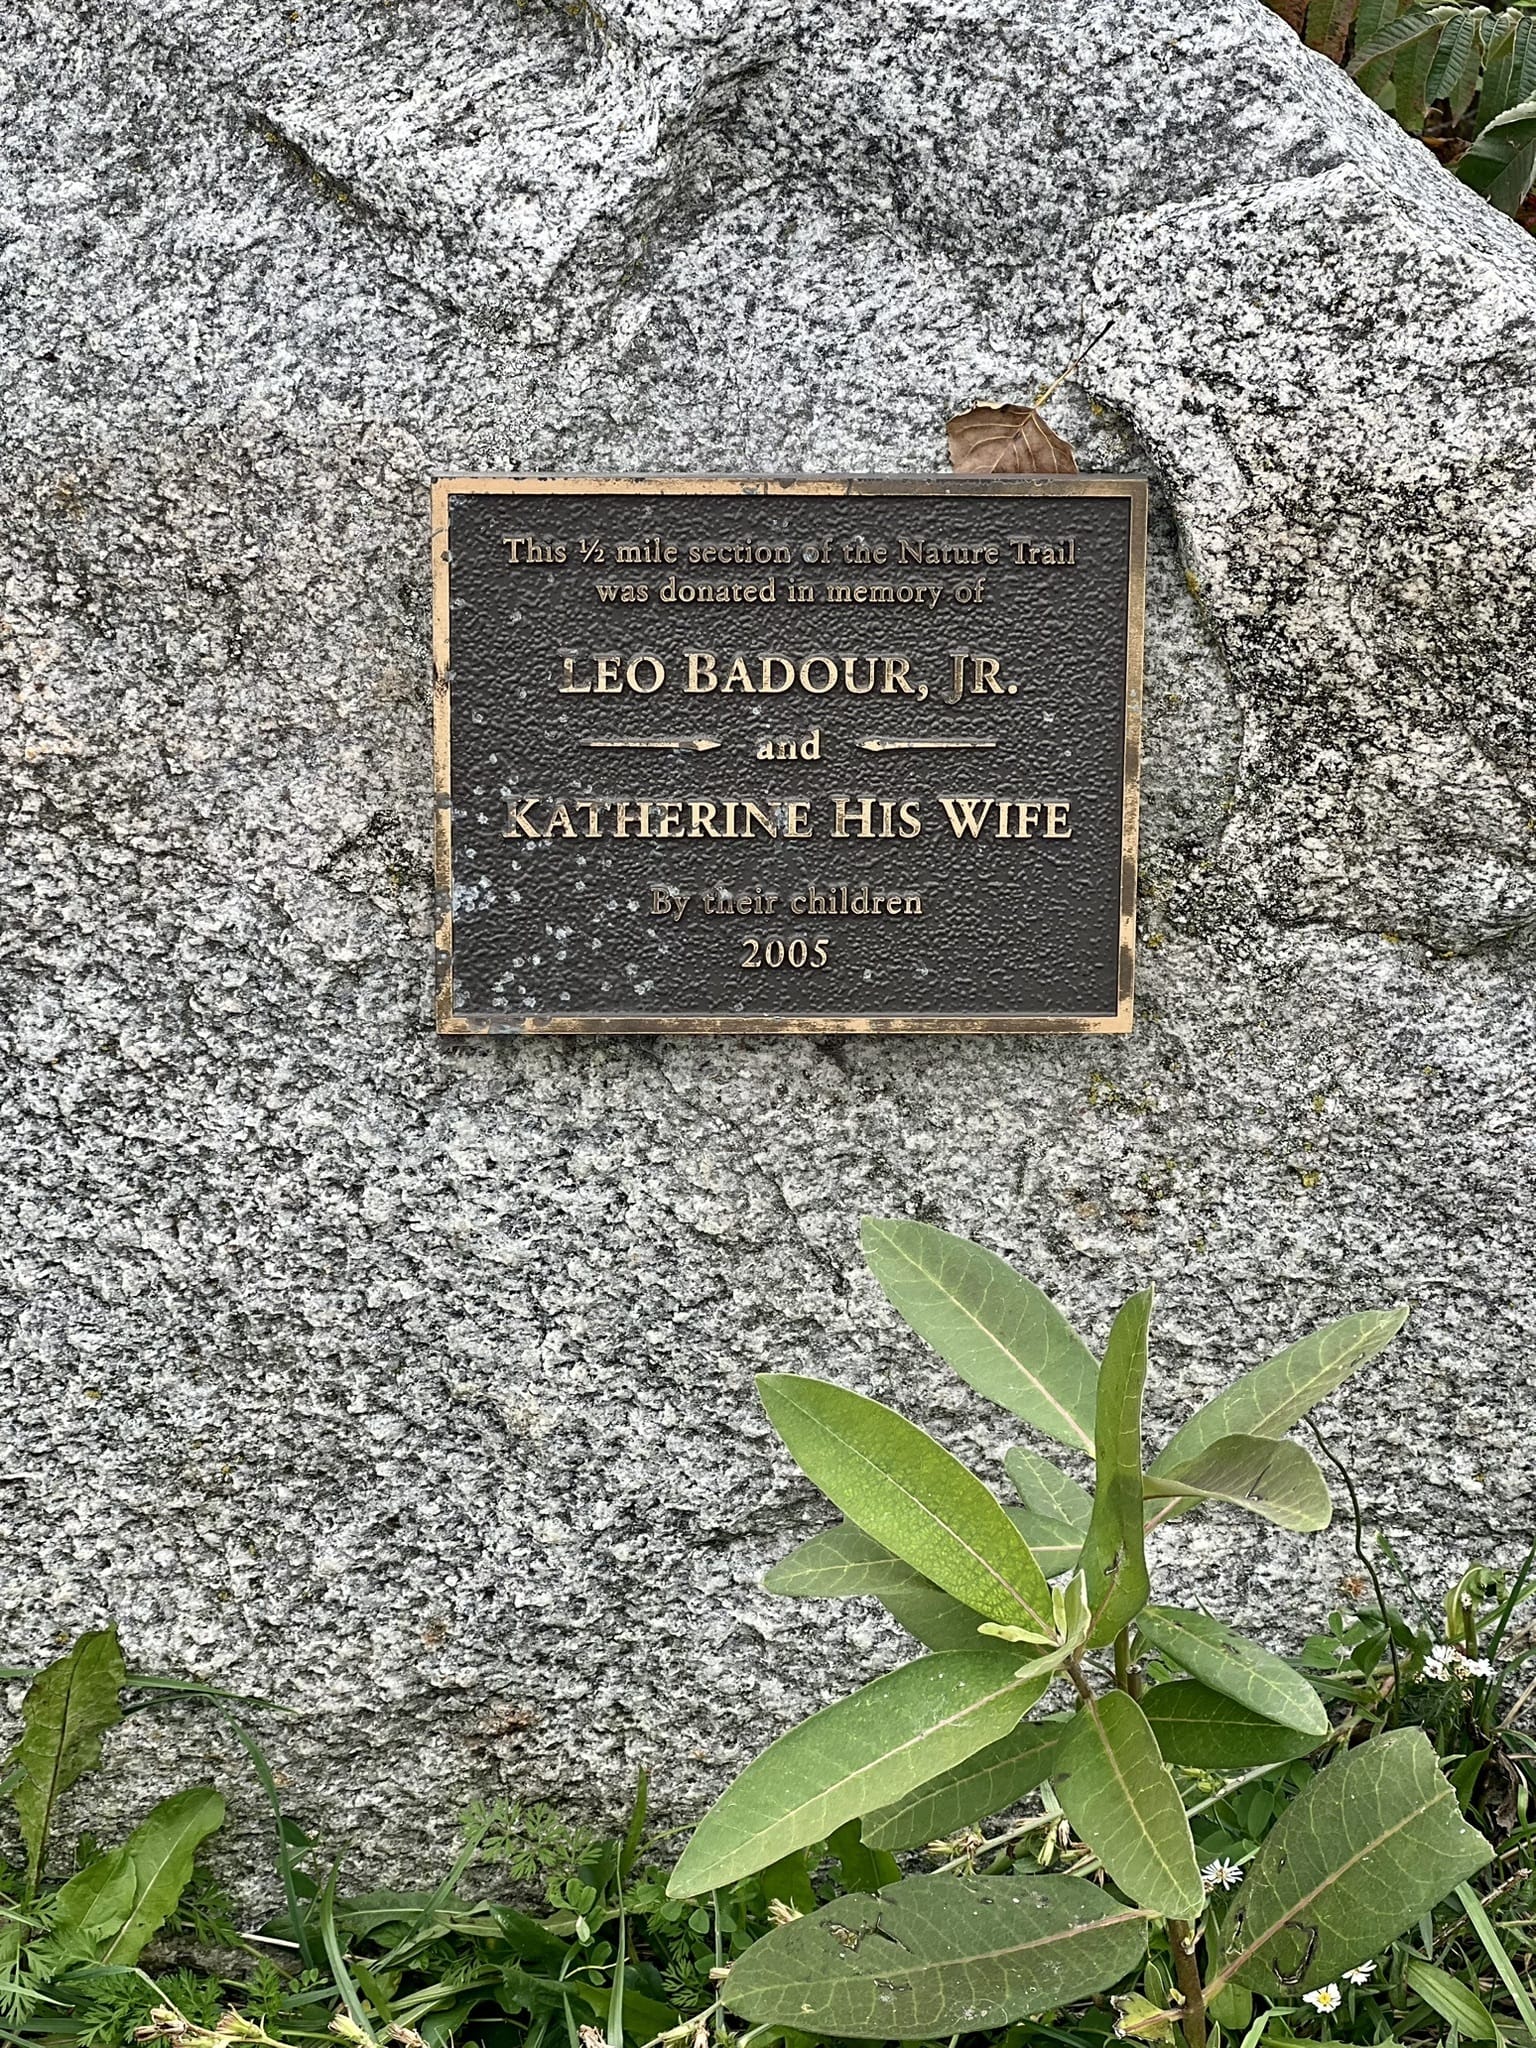 This ½ mile section of the Nature Trail
was donated in memory of
LEO BADOUR, JR.
and
KATHERINE HIS WIFE
By their children
2005